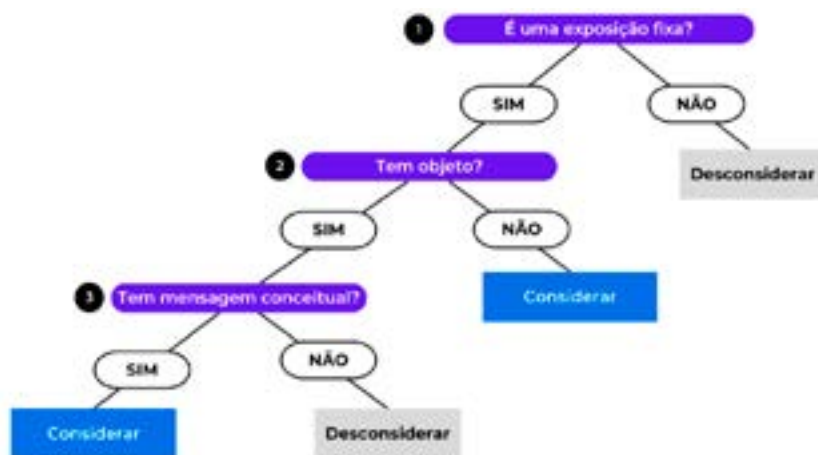 1 É uma exposição fixa?
SIM NÃO
Desconsiderar
2 Tem objeto?
SIM NÃO
Considerar
3 Tem mensagem conceitual?
SIM NÃO
Considerar Desconsiderar